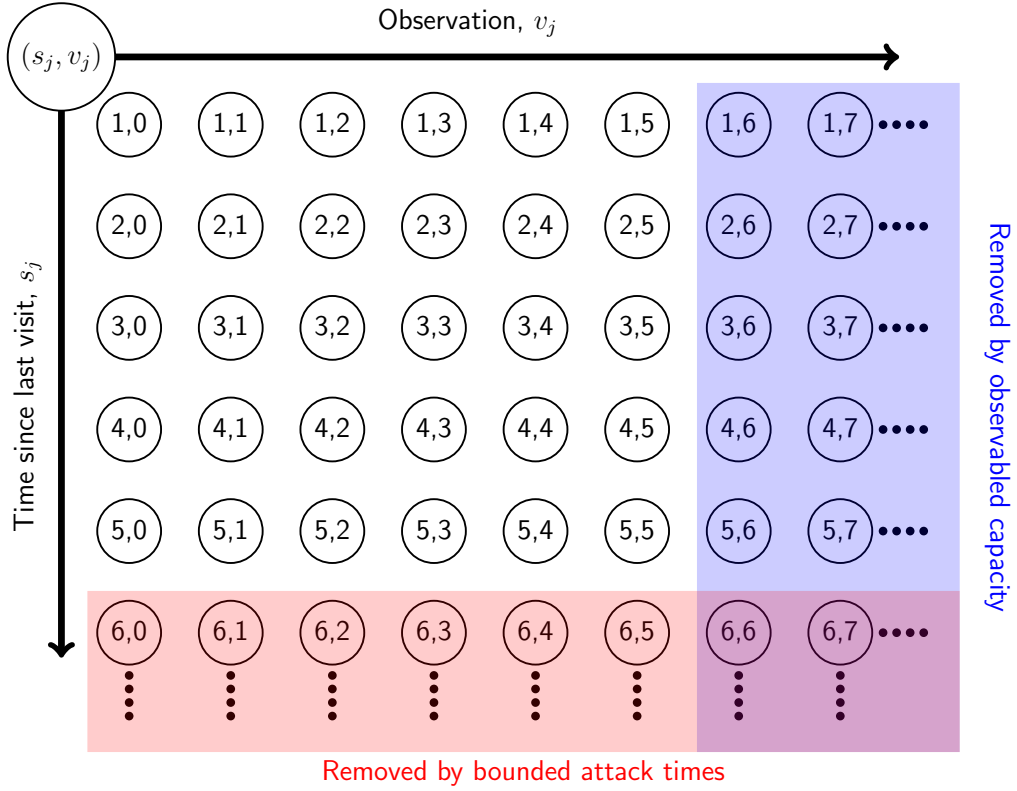 Observation, v_j
(s_j, v_j)
1,0 1,1 1,2 1,3 1,4 1,5 1,6 1,7
2,0 2,1 2,2 2,3 2,4 2,5 2,6 2,7
3,0 3,1 3,2 3,3 3,4 3,5 3,6 3,7
4,0 4,1 4,2 4,3 4,4 4,5 4,6 4,7
5,0 5,1 5,2 5,3 5,4 5,5 5,6 5,7
6,0 6,1 6,2 6,3 6,4 6,5 6,6 6,7
Time since last visit, s_j
Removed by observabled capacity
Removed by bounded attack times